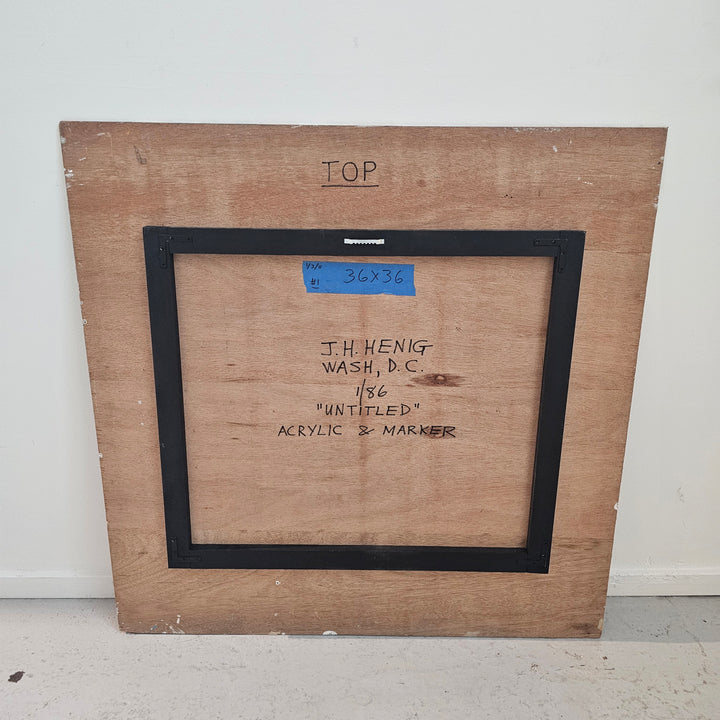 TOP
36X36
#1
J.H. HENIG
WASH, D.C.
1/86
"UNTITLED"
ACRYLIC & MARKER